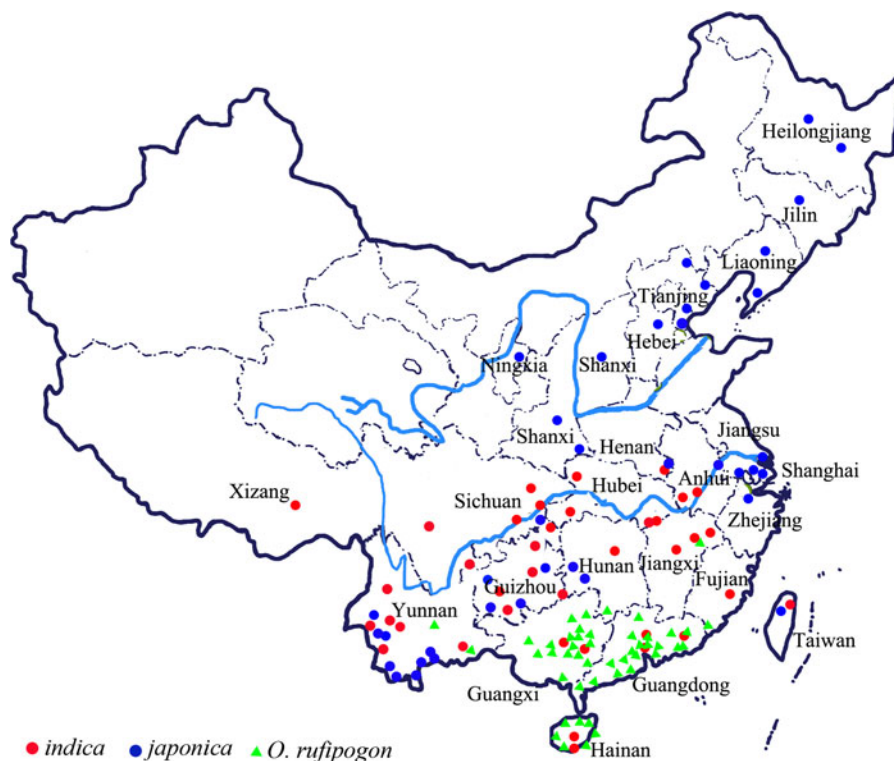 Heilongjiang
Jilin
Liaoning
Tianjing
Hebei
Ningxia
Shanxi
Shanxi
Henan
Jiangsu
Shanghai
Anhui
Hubei
Sichuan
Xizang
Zhejiang
Hunan
Jiangxi
Fujian
Guizhou
Yunnan
Taiwan
Guangxi
Guangdong
Hainan
indica japonica O. rufipogon